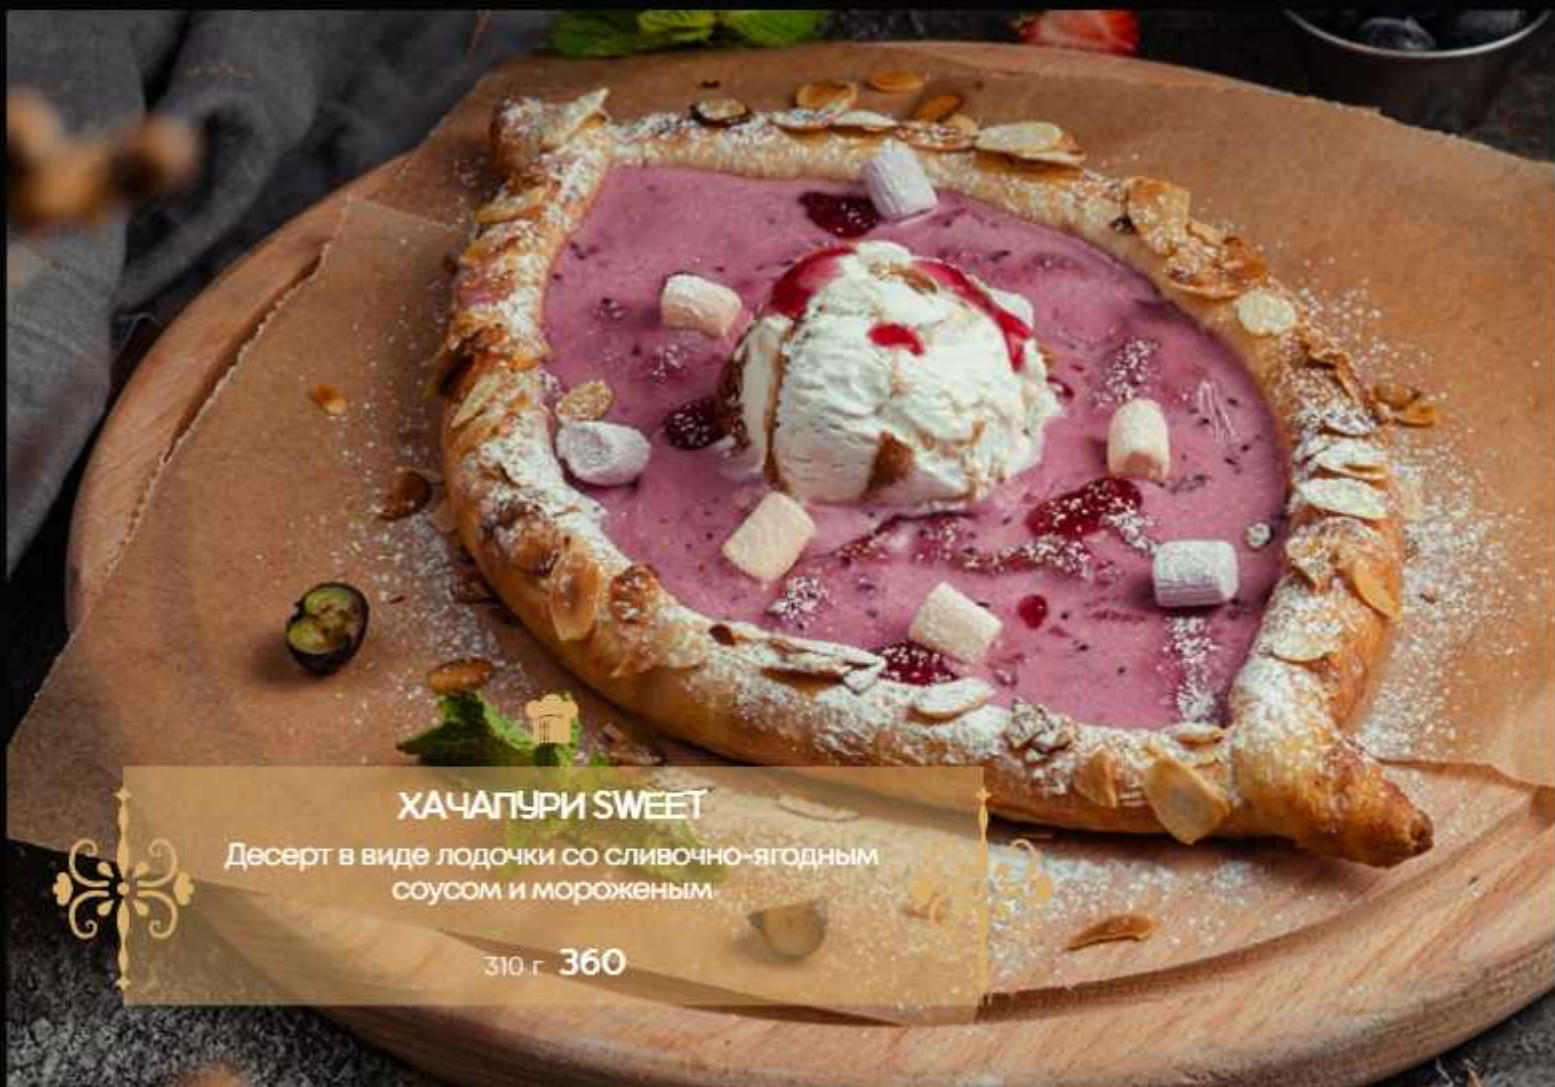 ХАЧАПУРИ SWEET
Десерт в виде лодочки со сливочно-ягодным
соусом и мороженым
310 г 360